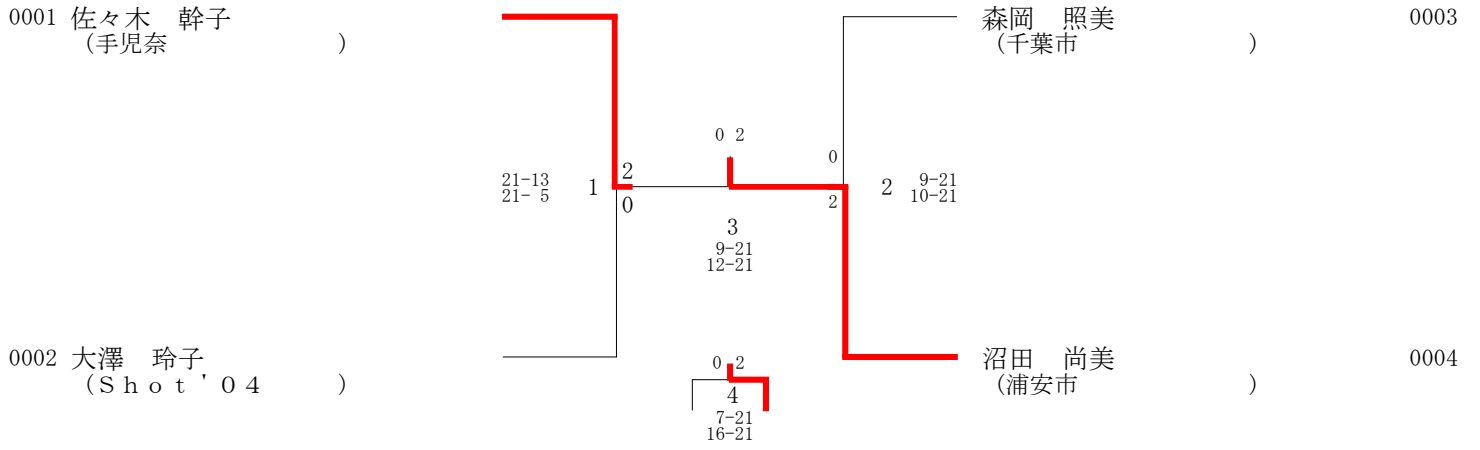 0001 佐々木　幹子
（手児奈　　　　　　　）
森岡　照美 0003
（千葉市　　　　　　　）
0 2
0
21-13
21- 5
1
2
0
2
2
9-21
10-21
3
9-21
12-21
0002 大澤　玲子
（Ｓｈｏｔ＇０４　　　）
0 2
4
7-21
16-21
沼田　尚美 0004
（浦安市　　　　　　　）